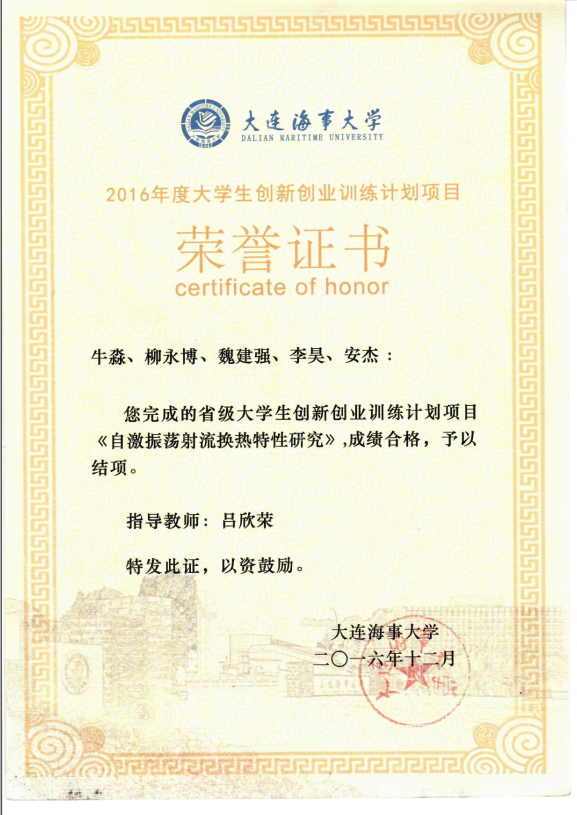 大连海事大学
DALIAN MARITIME UNIVERSITY
2016年度大学生创新创业训练计划项目
荣誉证书
certificate of honor
牛淼、柳永博、魏建强、李昊、安杰：
您完成的省级大学生创新创业训练计划项目
《自激振荡射流换热特性研究》,成绩合格，予以
结项。
指导教师：吕欣荣
特发此证，以资鼓励。
大连海事大学
二〇一六年十二月